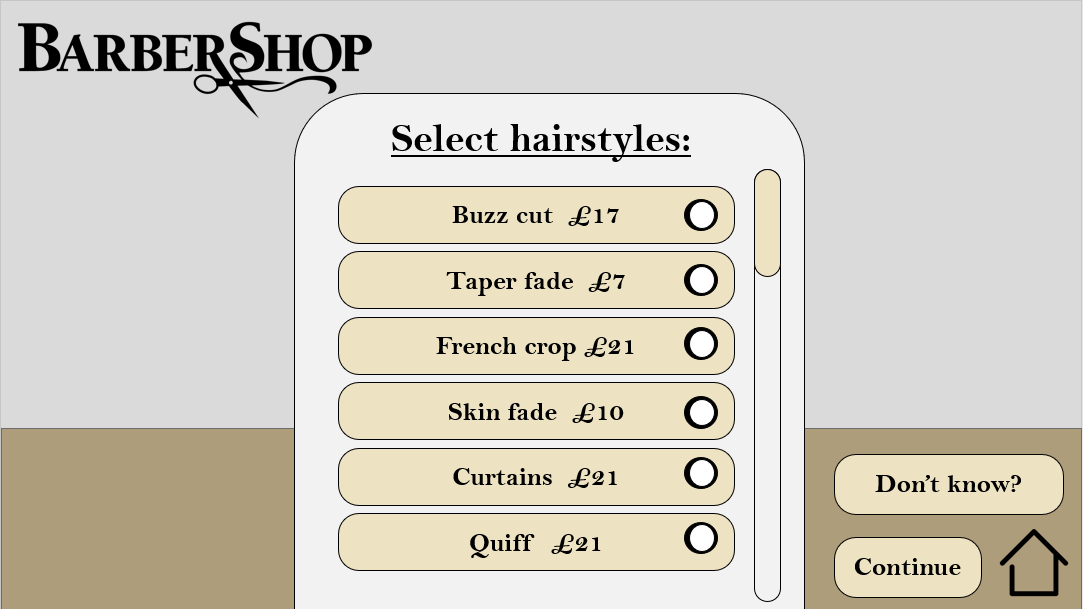 BARBERSHOP
Select hairstyles:
Buzz cut £17
Taper fade £7
French crop £21
Skin fade £10
Curtains £21
Quiff £21
Don't know?
Continue